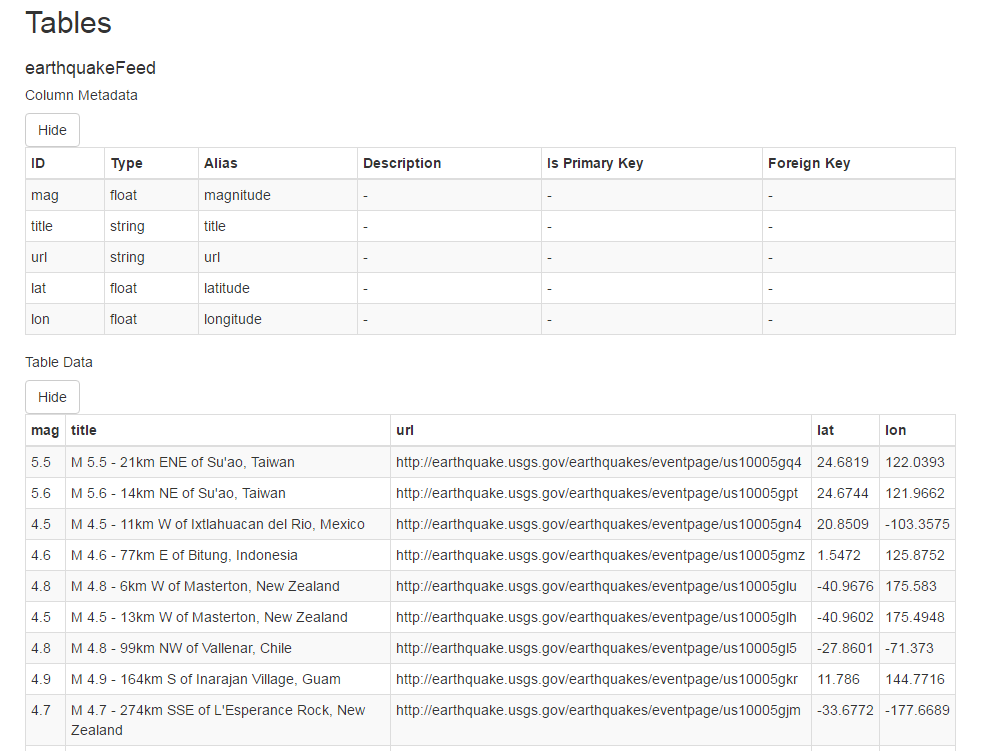 Tables
earthquakeFeed
Column Metadata
Hide
ID Type Alias Description Is Primary Key Foreign Key
mag float magnitude - - -
title string title - - -
url string url - - -
lat float latitude - - -
lon float longitude - - -
Table Data
Hide
mag title url lat lon
5.5 M 5.5 - 21km ENE of Su'ao, Taiwan http://earthquake.usgs.gov/earthquakes/eventpage/us10005gq4 24.6819 122.0393
5.6 M 5.6 - 14km NE of Su'ao, Taiwan http://earthquake.usgs.gov/earthquakes/eventpage/us10005gpt 24.6744 121.9662
4.5 M 4.5 - 11km W of Ixtlahuacan del Rio, Mexico http://earthquake.usgs.gov/earthquakes/eventpage/us10005gn4 20.8509 -103.3575
4.6 M 4.6 - 77km E of Bitung, Indonesia http://earthquake.usgs.gov/earthquakes/eventpage/us10005gmz 1.5472 125.8752
4.8 M 4.8 - 6km W of Masterton, New Zealand http://earthquake.usgs.gov/earthquakes/eventpage/us10005glu -40.9676 175.583
4.5 M 4.5 - 13km W of Masterton, New Zealand http://earthquake.usgs.gov/earthquakes/eventpage/us10005glh -40.9602 175.4948
4.8 M 4.8 - 99km NW of Vallenar, Chile http://earthquake.usgs.gov/earthquakes/eventpage/us10005gl5 -27.8601 -71.373
4.9 M 4.9 - 164km S of Inarajan Village, Guam http://earthquake.usgs.gov/earthquakes/eventpage/us10005gkr 11.786 144.7716
4.7 M 4.7 - 274km SSE of L'Esperance Rock, New http://earthquake.usgs.gov/earthquakes/eventpage/us10005gjm -33.6772 -177.6689
Zealand